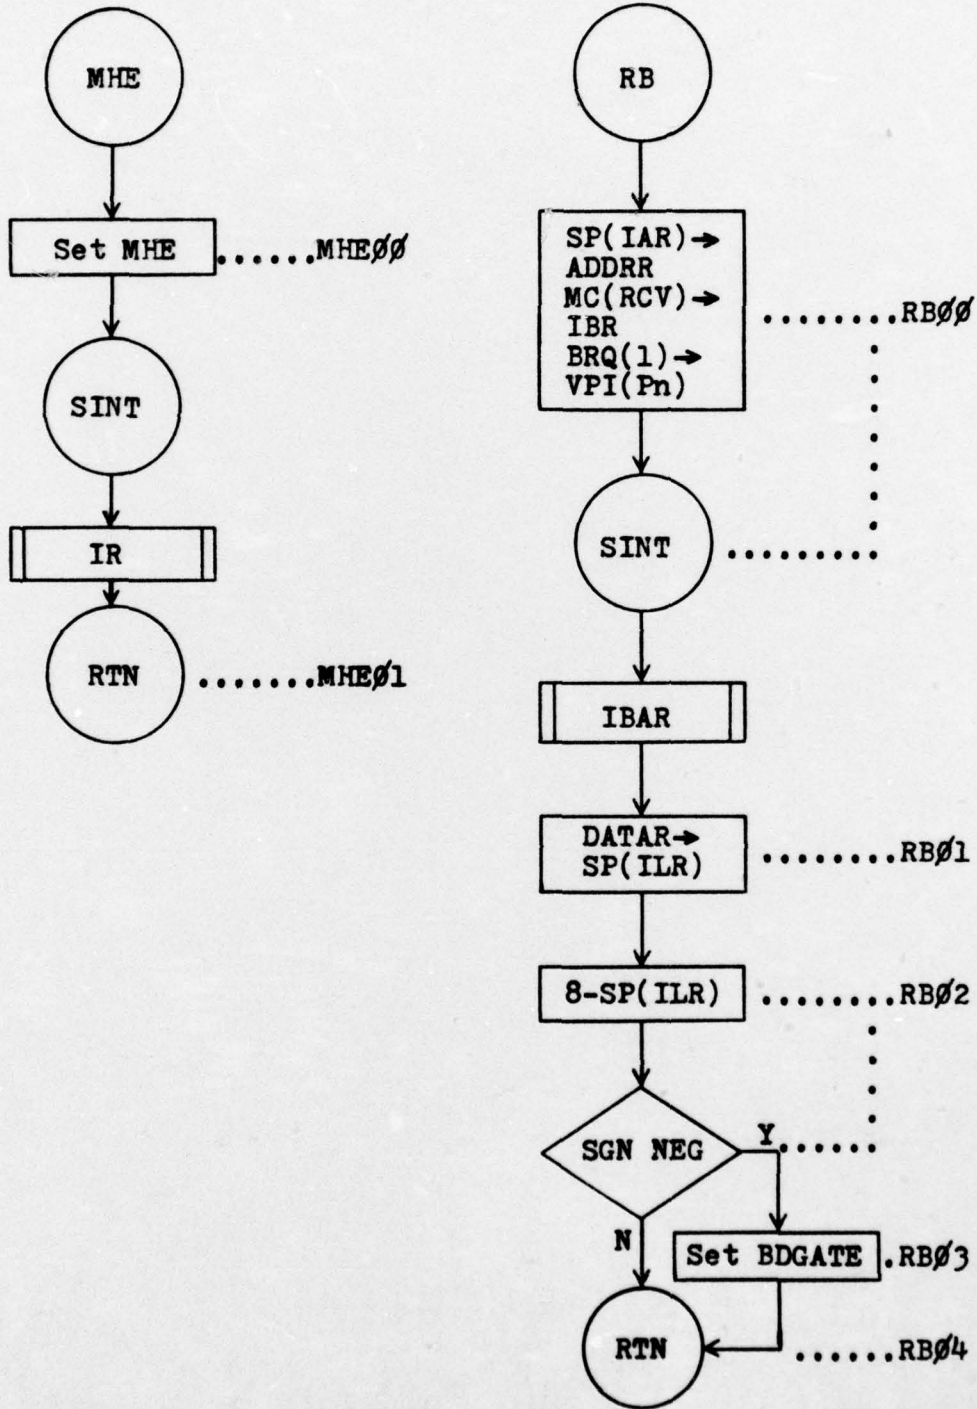 MHE
Set MHE ......MHEØØ
SINT
IR
RTN .......MHEØ1
RB
SP(IAR)→
ADDRR
MC(RCV)→
IBR
BRQ(1)→
VPI(Pn)
........RBØØ
SINT
IBAR
DATAR→
SP(ILR)
........RBØ1
8-SP(ILR) ........RBØ2
SGN NEG
Y
N
Set BDGATE .RBØ3
RTN ......RBØ4